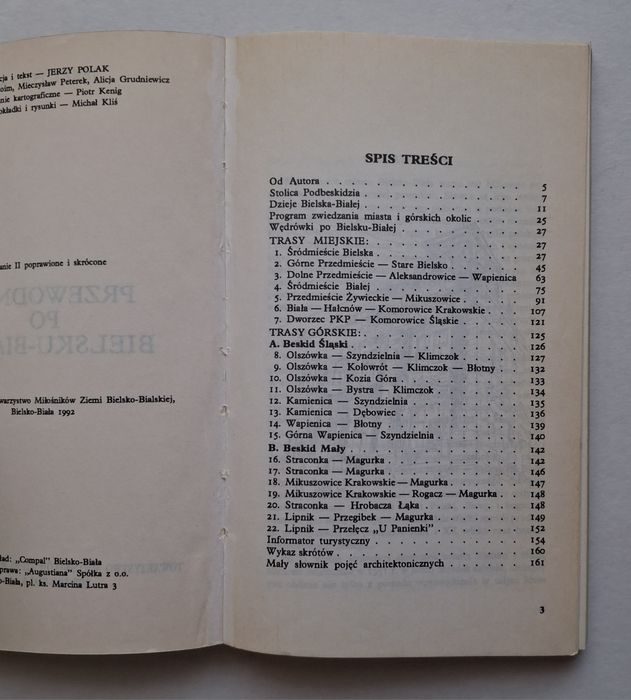 cja i tekst — JERZY POLAK
oim, Mieczysław Peterek, Alicja Grudniewicz
nie kartograficzne — Piotr Kenig
okładki i rysunki — Michał Kliś
anie II poprawione i skrócone
warzystwo Miłośników Ziemi Bielsko-Bialskiej,
Bielsko-Biała 1992
ład: „Compal" Bielsko-Biała
prawa: „Augustiana" Spółka z o.o.
o-Biała, pl. ks. Marcina Lutra 3
SPIS TREŚCI
Od Autora . . . . . . . . . . . . 5
Stolica Podbeskidzia . . . . . . . . . . . 7
Dzieje Bielska-Białej . . . . . . . . . . . 11
Program zwiedzania miasta i górskich okolic . . . . 25
Wędrówki po Bielsku-Białej . . . . . . . . . 27
TRASY MIEJSKIE: . . . . . . . . . . 27
1. Śródmieście Bielska . . . . . . . . . . 27
2. Górne Przedmieście — Stare Bielsko . . . . . 45
3. Dolne Przedmieście — Aleksandrowice — Wapienica 63
4. Śródmieście Białej . . . . . . . . . . 75
5. Przedmieście Żywieckie — Mikuszowice . . . . 91
6. Biała — Hałcnów — Komorowice Krakowskie . . . 107
7. Dworzec PKP — Komorowice Śląskie . . . . . 121
TRASY GÓRSKIE: . . . . . . . . . . 125
A. Beskid Śląski . . . . . . . . . . . 126
8. Olszówka — Szyndzielnia — Klimczok . . . . . 127
9. Olszówka — Kołowrót — Klimczok — Błotny . . 132
10. Olszówka — Kozia Góra . . . . . . . . 133
11. Olszówka — Bystra — Klimczok . . . . . . 134
12. Kamienica — Szyndzielnia . . . . . . . . 135
13. Kamienica — Dębowiec . . . . . . . . 136
14. Wapienica — Błotny . . . . . . . . . 139
15. Górna Wapienica — Szyndzielnia . . . . . . 140
B. Beskid Mały . . . . . . . . . . . 142
16. Straconka — Magurka . . . . . . . . . 142
17. Straconka — Magurka . . . . . . . . . 146
18. Mikuszowice Krakowskie — Magurka . . . . . 147
19. Mikuszowice Krakowskie — Rogacz — Magurka . . 148
20. Straconka — Hrobacza Łąka . . . . . . . 148
21. Lipnik — Przegibek — Magurka . . . . . . 149
22. Lipnik — Przełęcz „U Panienki" . . . . . . 152
Informator turystyczny . . . . . . . . . . 154
Wykaz skrótów . . . . . . . . . . . . 160
Mały słownik pojęć architektonicznych . . . . . . 161
3